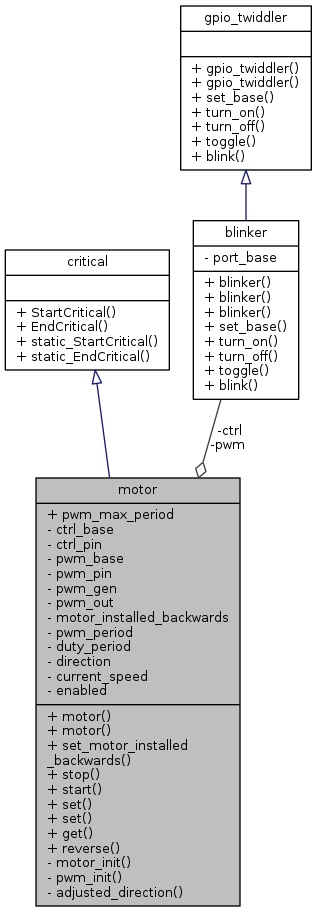 gpio_twiddler
+ gpio_twiddler()
+ gpio_twiddler()
+ set_base()
+ turn_on()
+ turn_off()
+ toggle()
+ blink()
blinker
- port_base
+ blinker()
+ blinker()
+ blinker()
+ set_base()
+ turn_on()
+ turn_off()
+ toggle()
+ blink()
critical
+ StartCritical()
+ EndCritical()
+ static_StartCritical()
+ static_EndCritical()
-ctrl
-pwm
motor
+ pwm_max_period
- ctrl_base
- ctrl_pin
- pwm_base
- pwm_pin
- pwm_gen
- pwm_out
- motor_installed_backwards
- pwm_period
- duty_period
- direction
- current_speed
- enabled
+ motor()
+ motor()
+ set_motor_installed
_backwards()
+ stop()
+ start()
+ set()
+ set()
+ get()
+ reverse()
- motor_init()
- pwm_init()
- adjusted_direction()